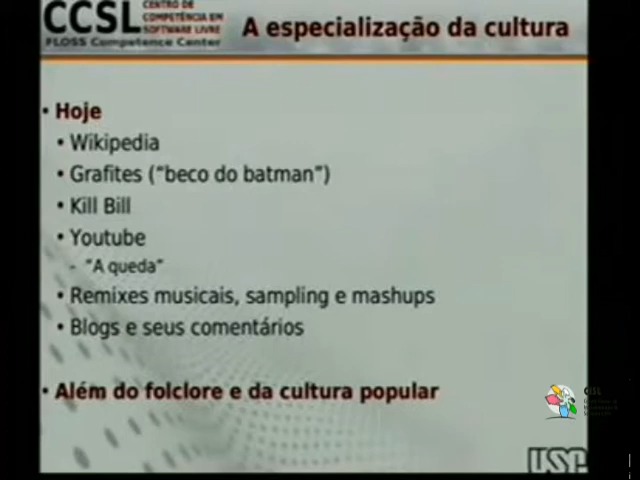 CCSL
CENTRO DE
COMPETÊNCIA EM
SOFTWARE LIVRE
FLOSS Competence Center
A especialização da cultura
• Hoje
• Wikipedia
• Grafites (“beco do batman”)
• Kill Bill
• Youtube
- “A queda”
• Remixes musicais, sampling e mashups
• Blogs e seus comentários
• Além do folclore e da cultura popular
USP